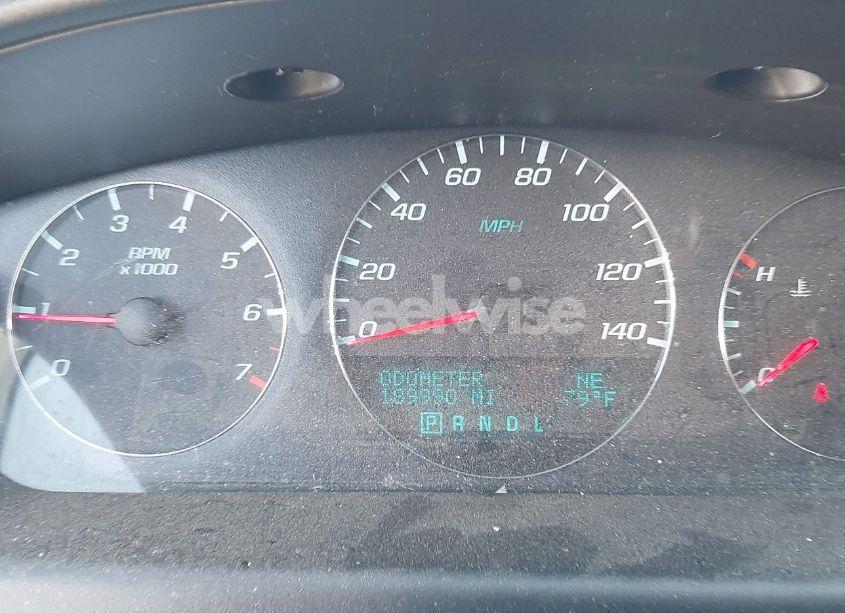 0 1 2 3 4 5 6 7
RPM
x1000
0 20 40 60 80 100 120 140
MPH
wheelwise
ODOMETER NE
189990 MI 79°F
P R N D L
H
C